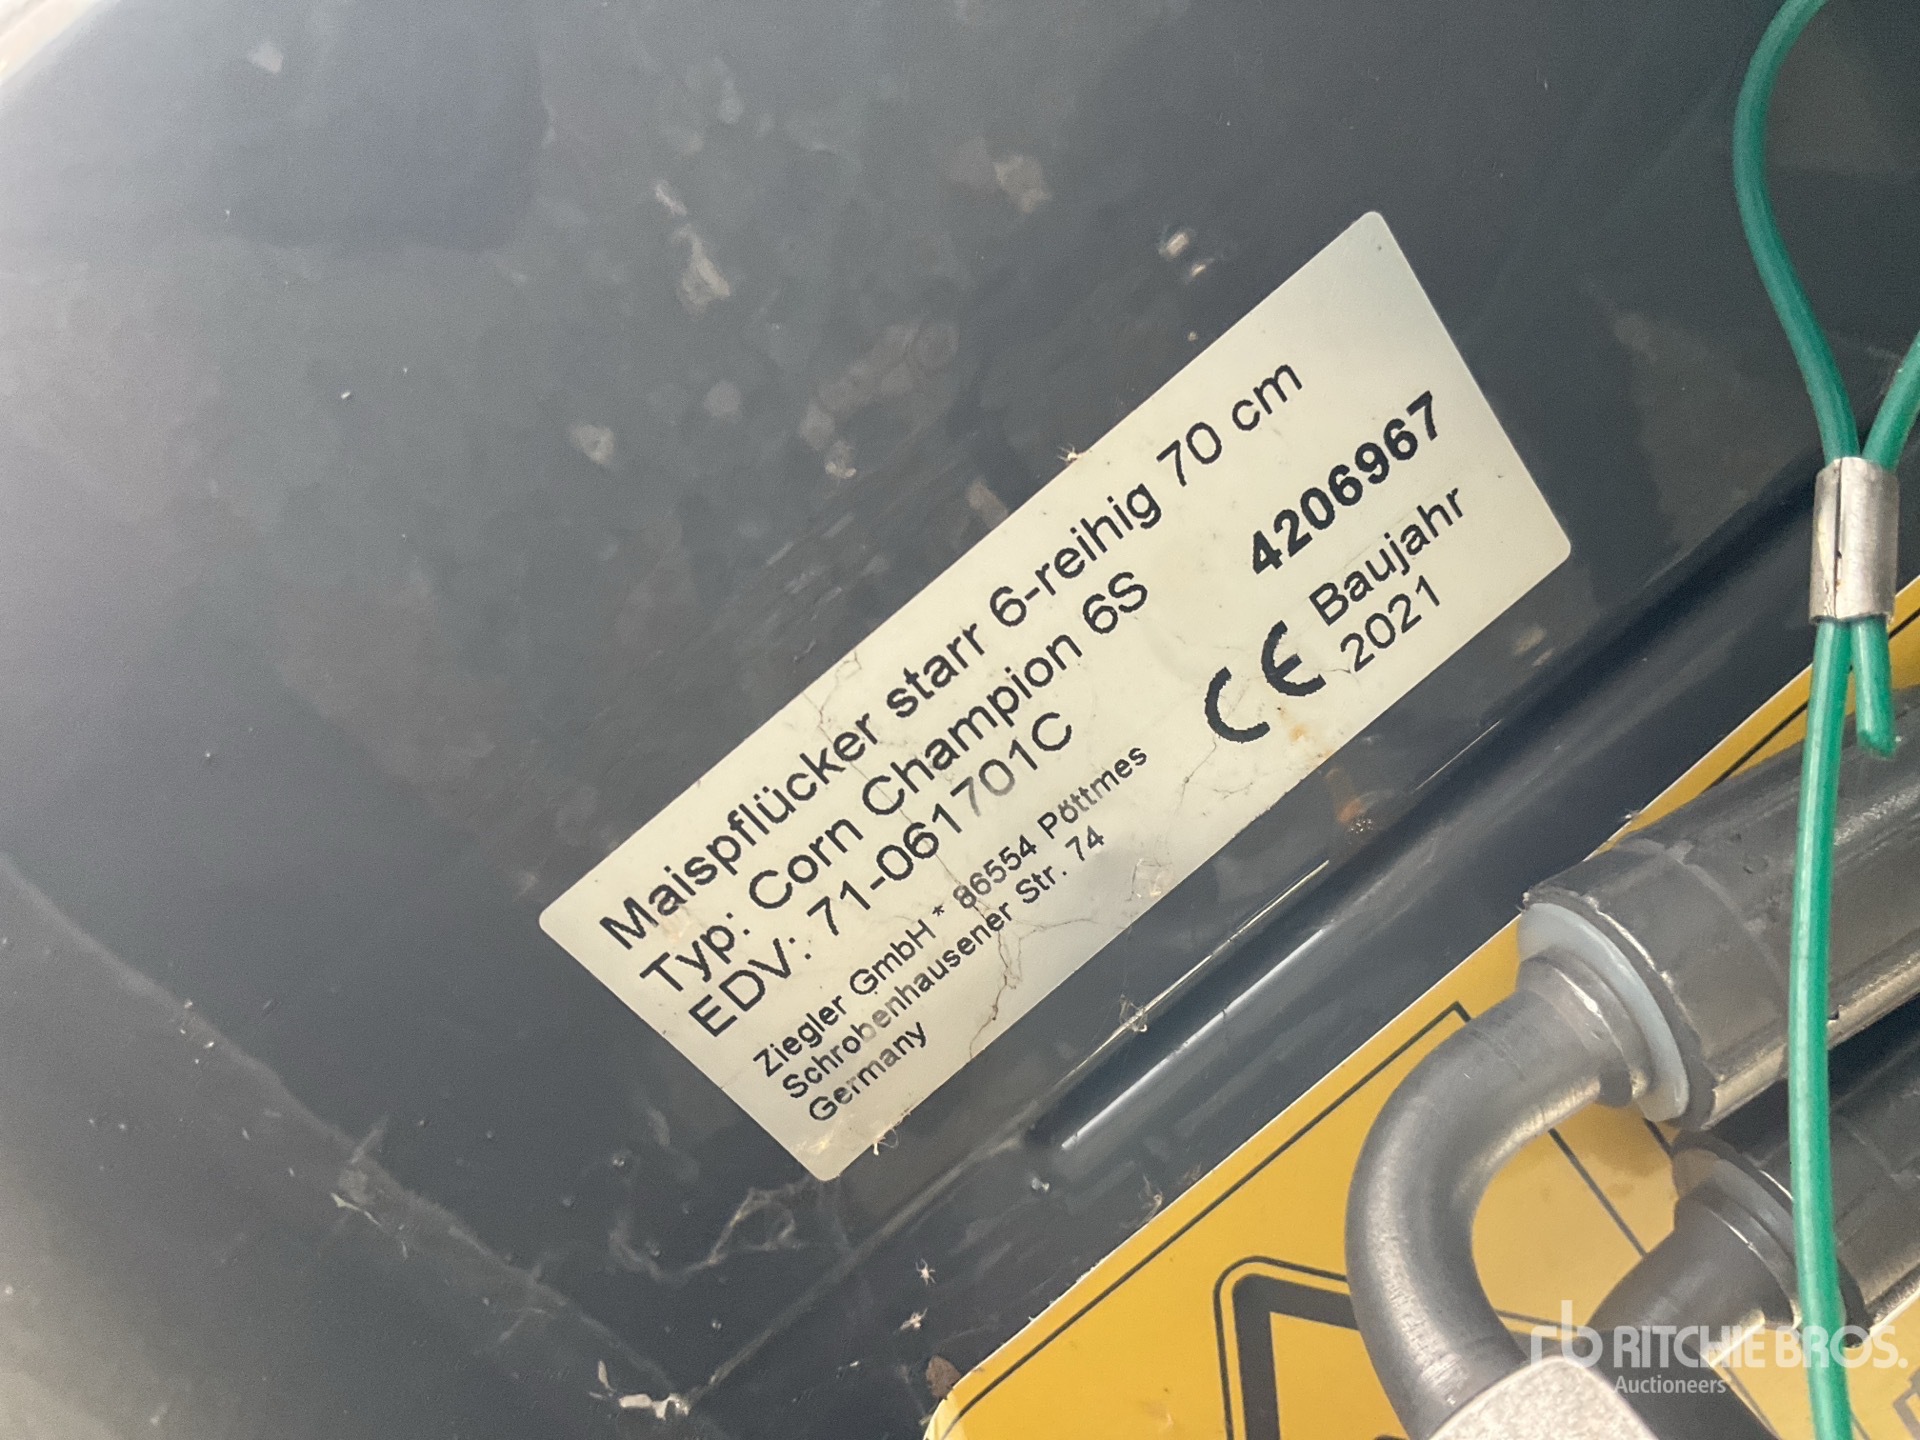 Maispflücker starr 6-reihig 70 cm
Typ: Corn Champion 6S
4206967
EDV: 71-061701C
CE Baujahr
2021
Ziegler GmbH * 86554 Pöttmes
Schrobenhausener Str. 74
Germany
rb RITCHIE BROS.
Auctioneers